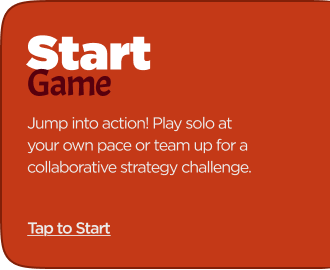 Start
Game
Jump into action! Play solo at
your own pace or team up for a
collaborative strategy challenge.
Tap to Start